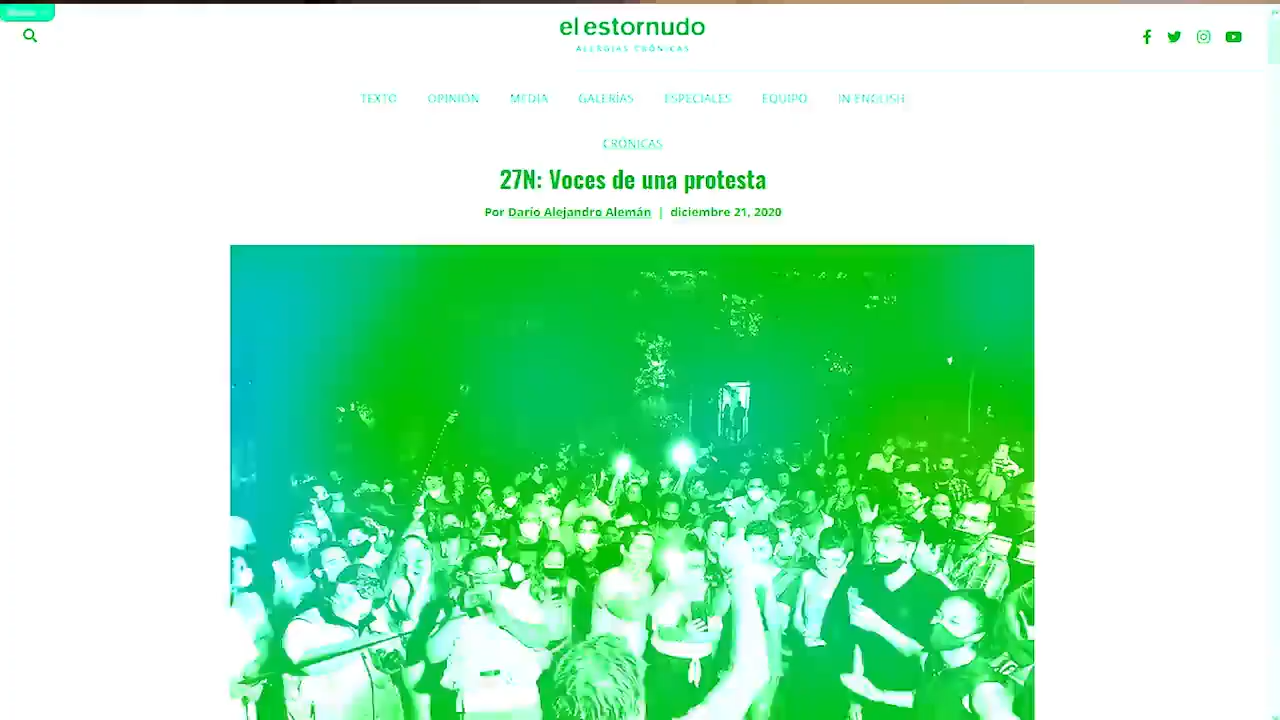 el estornudo
ALERGIAS CRÓNICAS
TEXTO OPINIÓN MEDIA GALERÍAS ESPECIALES EQUIPO IN ENGLISH
CRÓNICAS
27N: Voces de una protesta
Por Darío Alejandro Alemán | diciembre 21, 2020